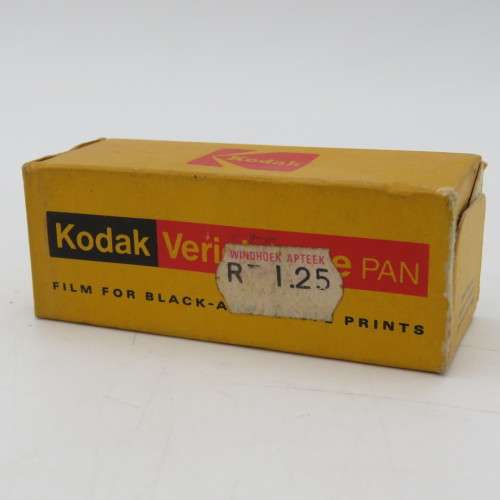 Kodak
Kodak PAN
WINDHOEK APTEEK
R 1.25
FILM FOR BLACK-A PRINTS